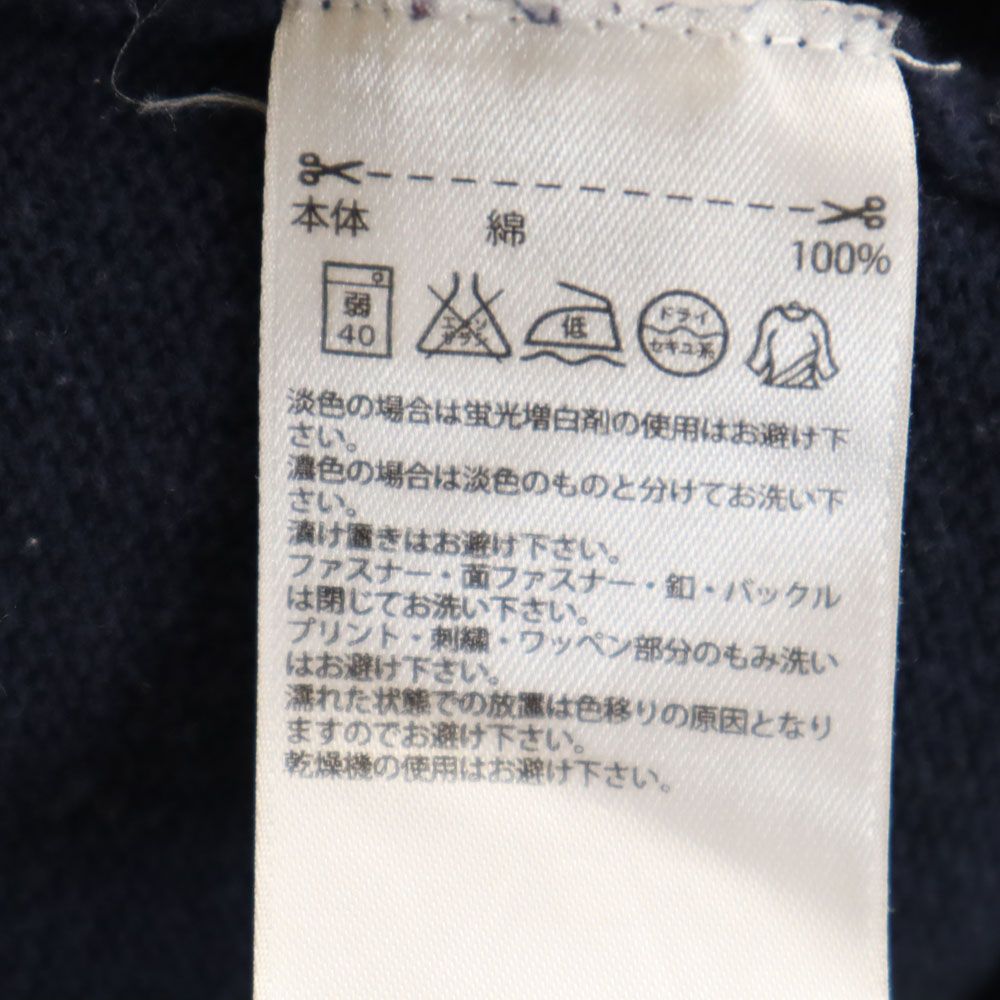 本体 綿 100%
弱 40 エンソ サラシ 低 ドライ セキユ系
淡色の場合は蛍光増白剤の使用はお避け下
さい。
濃色の場合は淡色のものと分けてお洗い下
さい。
漬け置きはお避け下さい。
ファスナー・面ファスナー・釦・バックル
は閉じてお洗い下さい。
プリント・刺繍・ワッペン部分のもみ洗い
はお避け下さい。
濡れた状態での放置は色移りの原因となり
ますのでお避け下さい。
乾燥機の使用はお避け下さい。